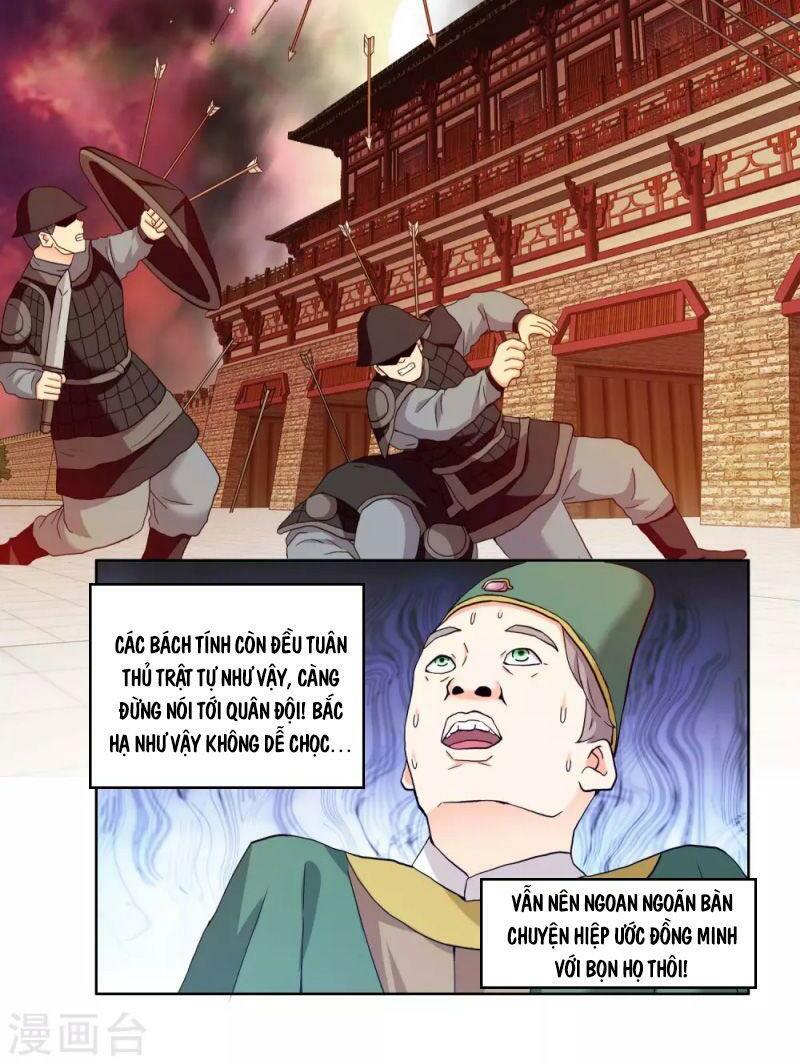 CÁC BÁCH TÍNH CÒN ĐỀU TUÂN
THỦ TRẬT TỰ NHƯ VẬY, CÀNG
ĐỪNG NÓI TỚI QUÂN ĐỘI! BẮC
HẠ NHƯ VẬY KHÔNG DỄ CHỌC...
VẪN NÊN NGOAN NGOÃN BÀN
CHUYỆN HIỆP ƯỚC ĐỒNG MINH
VỚI BỌN HỌ THÔI!
漫画台